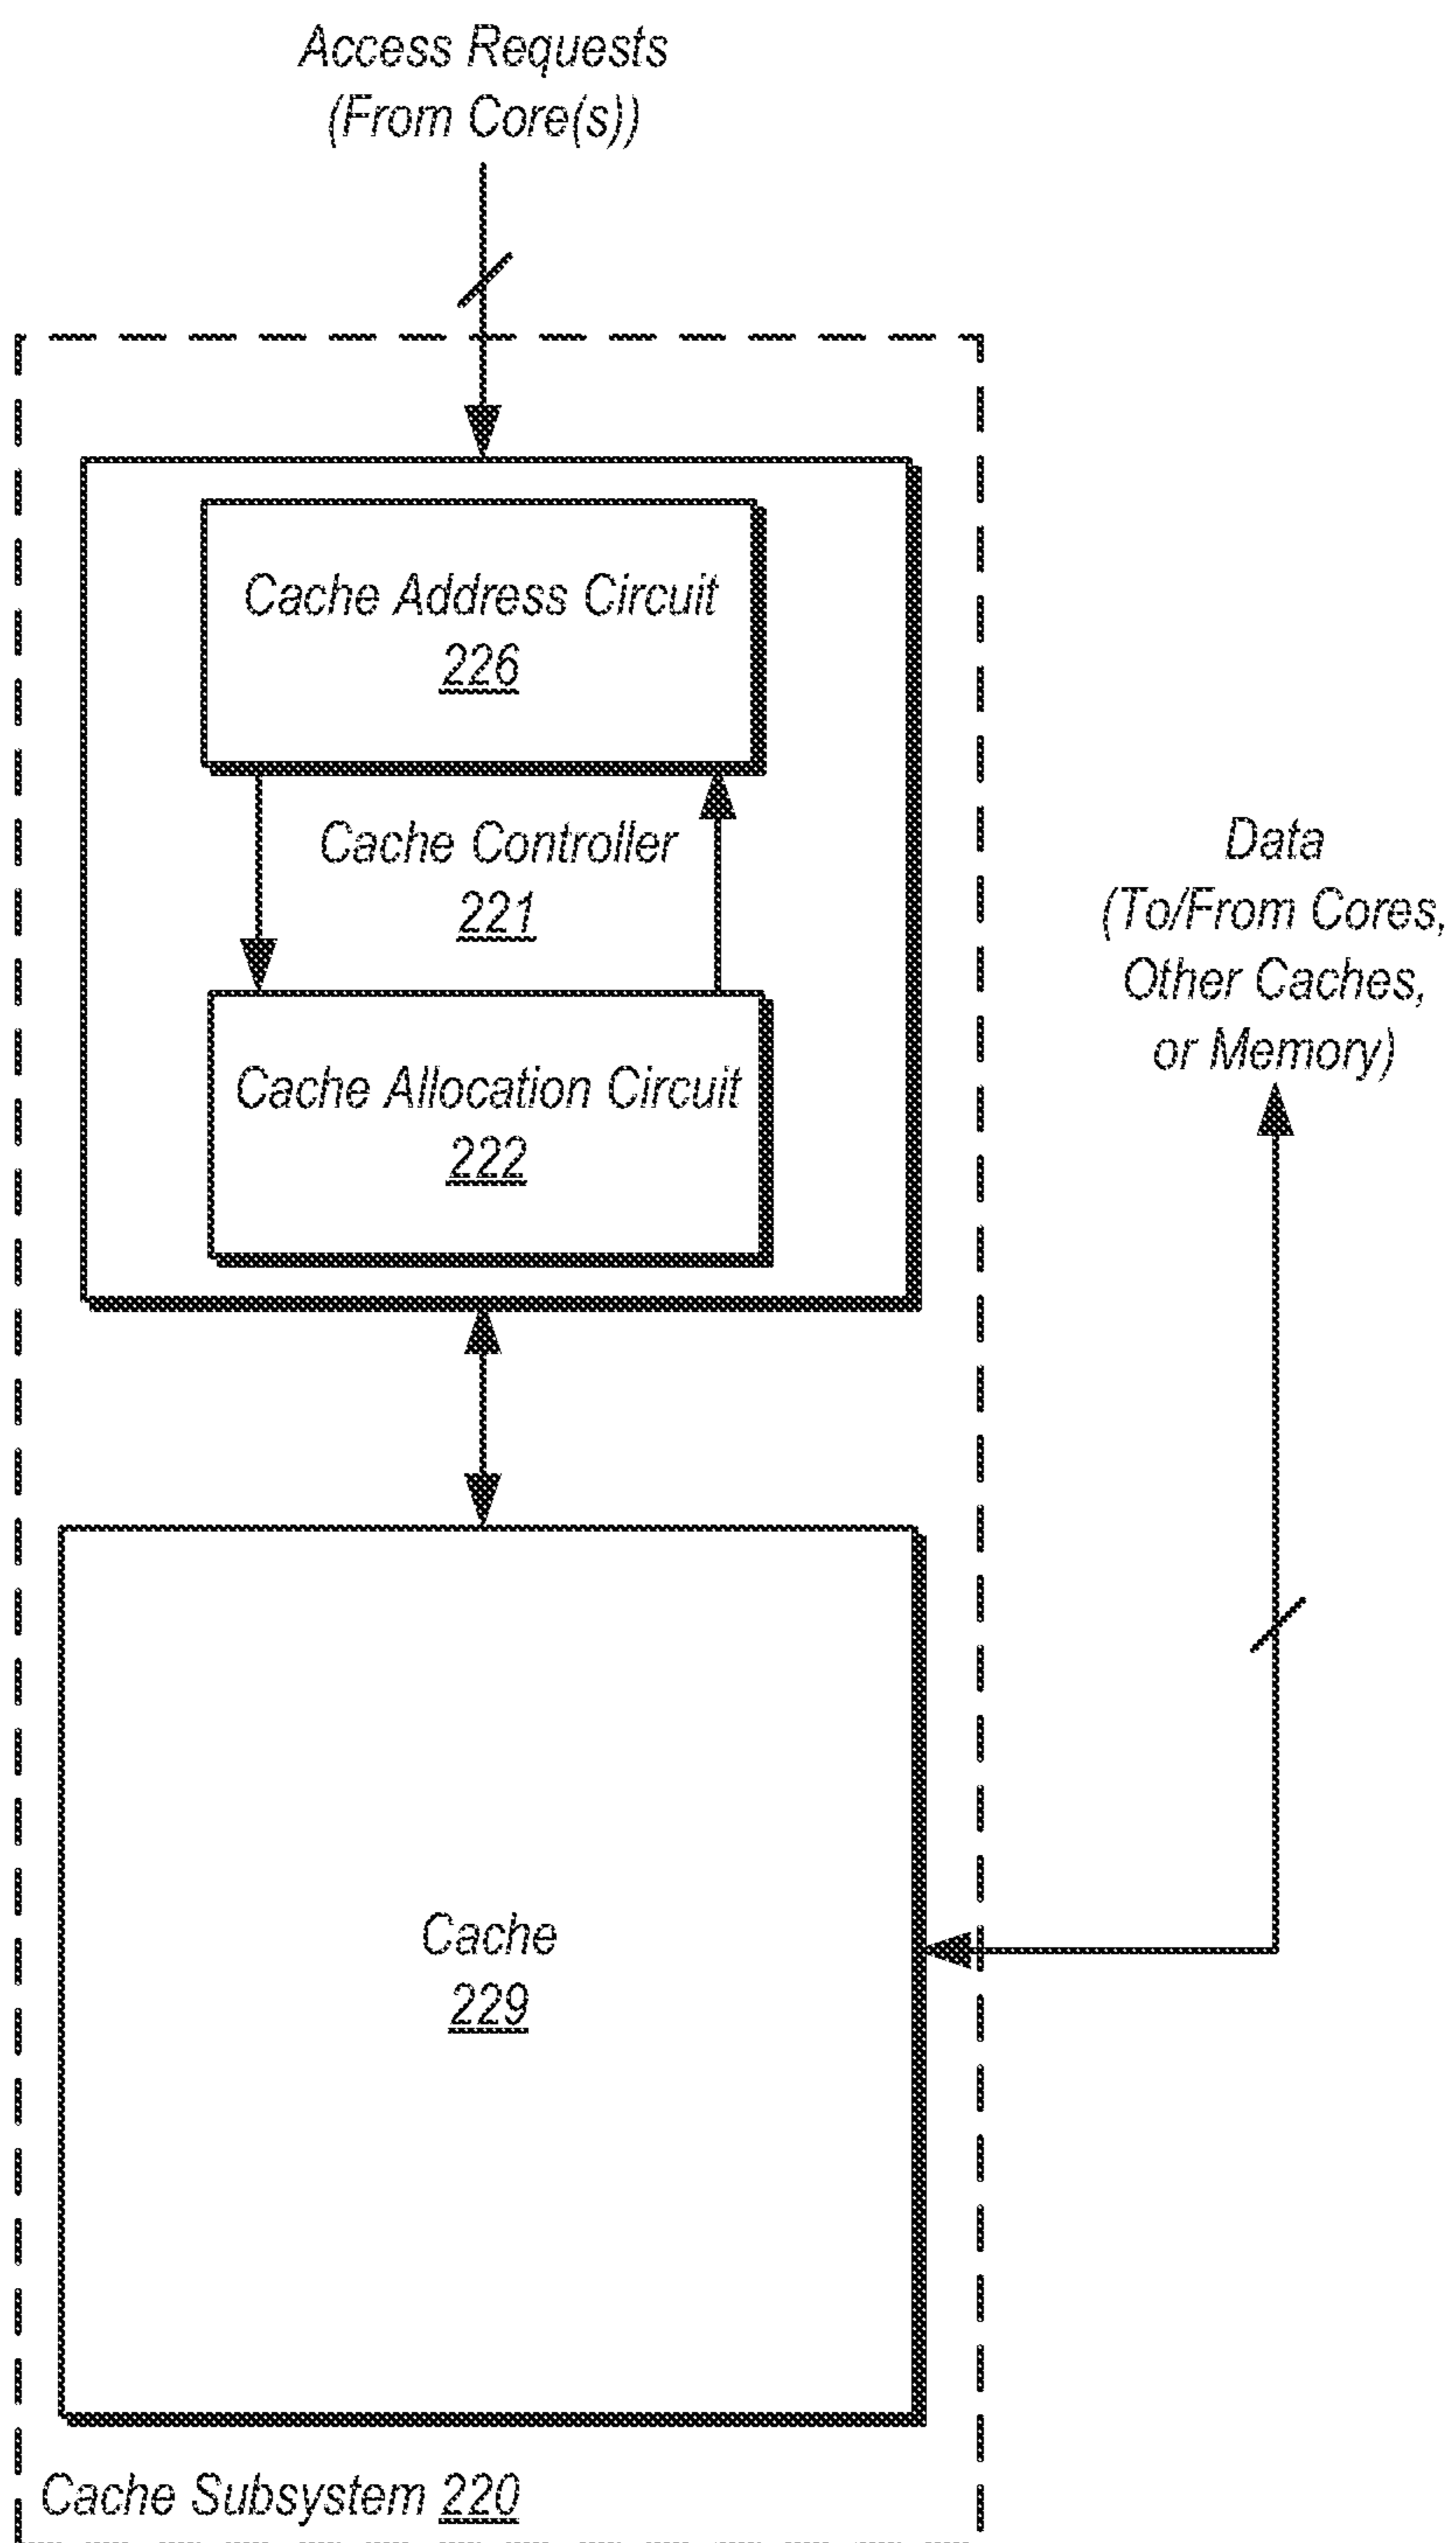 Access Requests
(From Core(s))
Cache Address Circuit
226
Cache Controller
221
Cache Allocation Circuit
222
Data
(To/From Cores,
Other Caches,
or Memory)
Cache
229
Cache Subsystem 220